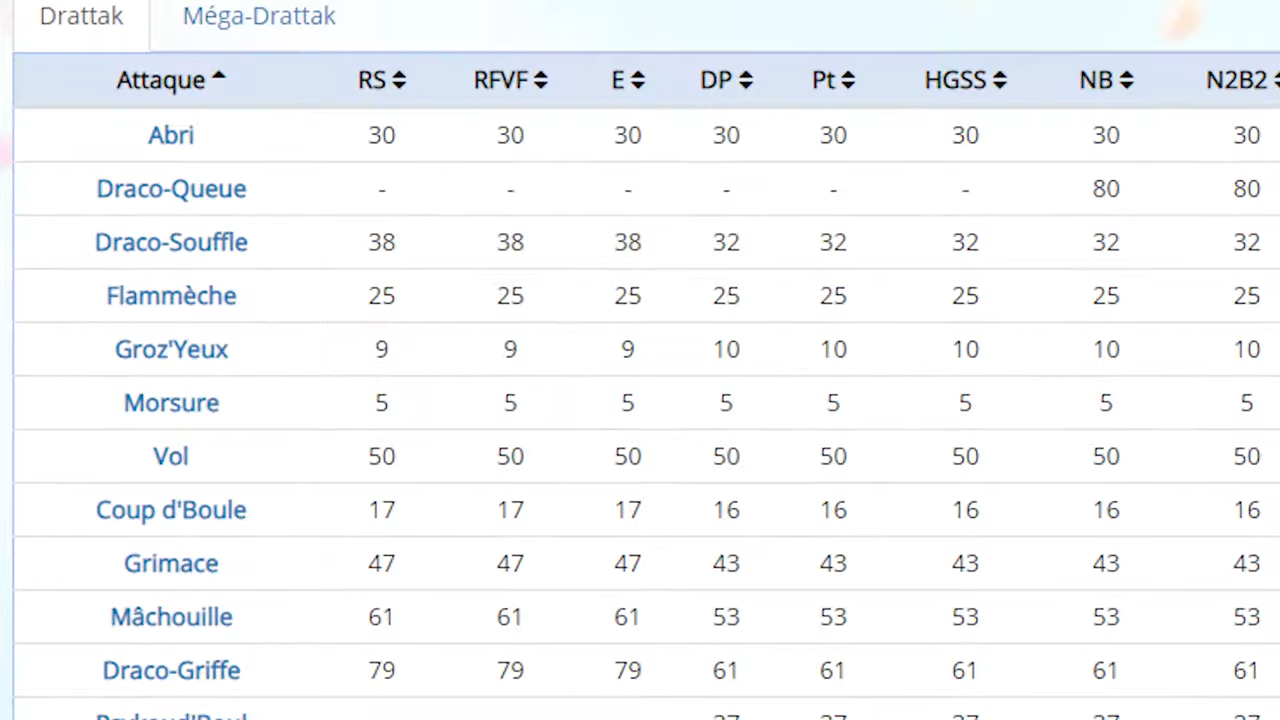 Drattak Méga-Drattak
Attaque RS RFVF E DP Pt HGSS NB N2B2
Abri 30 30 30 30 30 30 30 30
Draco-Queue - - - - - - 80 80
Draco-Souffle 38 38 38 32 32 32 32 32
Flammèche 25 25 25 25 25 25 25 25
Groz'Yeux 9 9 9 10 10 10 10 10
Morsure 5 5 5 5 5 5 5 5
Vol 50 50 50 50 50 50 50 50
Coup d'Boule 17 17 17 16 16 16 16 16
Grimace 47 47 47 43 43 43 43 43
Mâchouille 61 61 61 53 53 53 53 53
Draco-Griffe 79 79 79 61 61 61 61 61